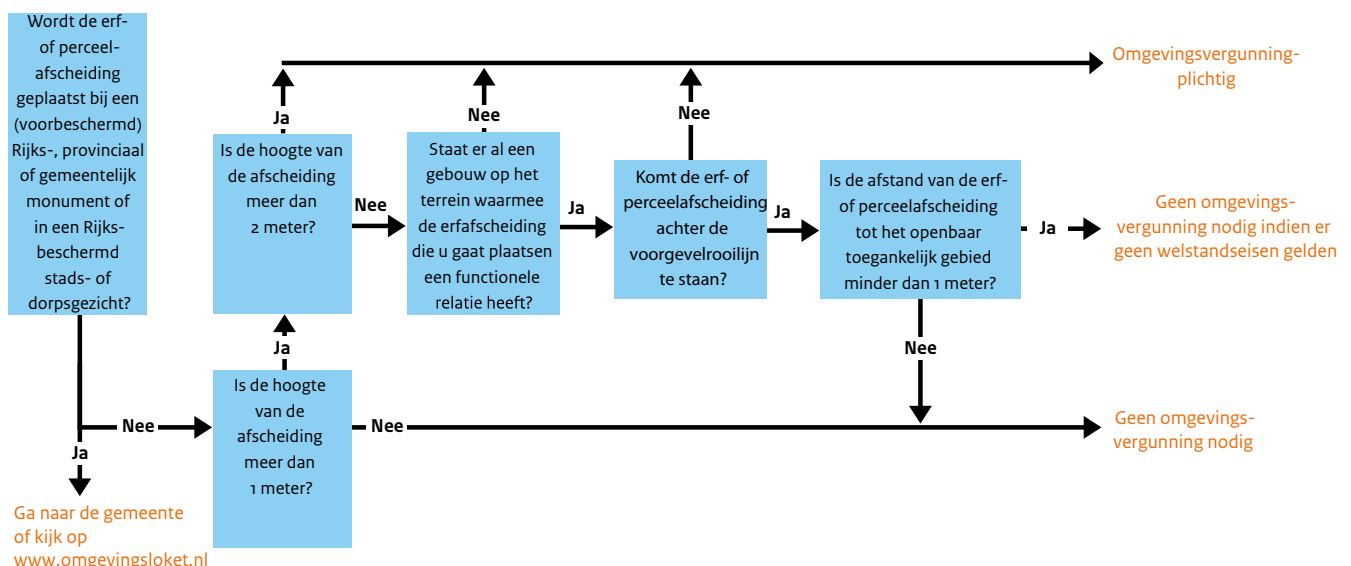 Wordt de erf-
of perceel-
afscheiding
geplaatst bij een
(voorbeschermd)
Rijks-, provinciaal
of gemeentelijk
monument of
in een Rijks-
beschermd
stads- of
dorpsgezicht?
Nee
Ja
Ga naar de gemeente
of kijk op
www.omgevingsloket.nl
Is de hoogte
van de
afscheiding
meer dan
1 meter?
Ja
Nee
Is de hoogte van
de afscheiding
meer dan
2 meter?
Ja
Nee
Staat er al een
gebouw op het
terrein waarmee
de erfafscheiding
die u gaat plaatsen
een functionele
relatie heeft?
Nee
Ja
Komt de erf- of
perceelafscheiding
achter de
voorgevelrooilijn
te staan?
Nee
Ja
Is de afstand van de erf-
of perceelafscheiding
tot het openbaar
toegankelijk gebied
minder dan 1 meter?
Ja
Nee
Omgevingsvergunning-
plichtig
Geen omgevings-
vergunning nodig indien er
geen welstandseisen gelden
Geen omgevings-
vergunning nodig